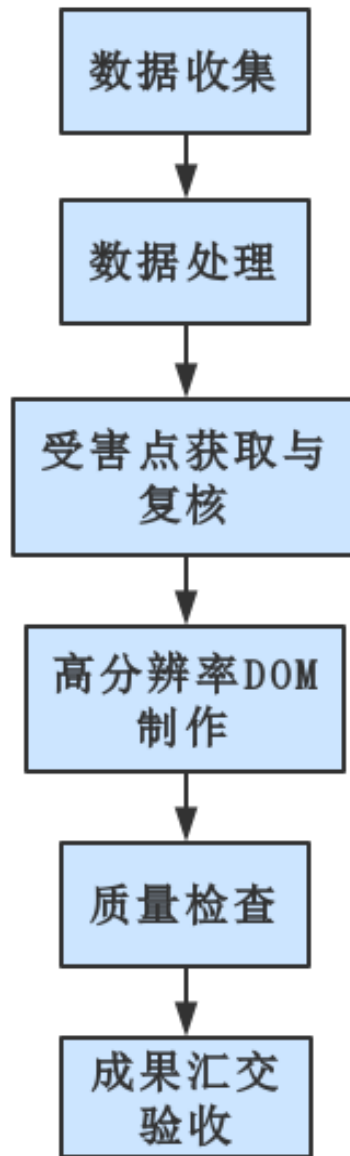 数据收集
数据处理
受害点获取与
复核
高分辨率DOM
制作
质量检查
成果汇交
验收